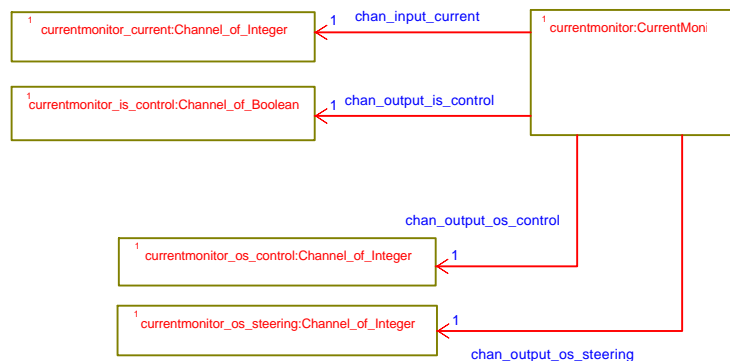 1 chan_input_current 1
currentmonitor_current:Channel_of_Integer 1 currentmonitor:CurrentMoni
1 chan_output_is_control
currentmonitor_is_control:Channel_of_Boolean 1
chan_output_os_control
1 currentmonitor_os_control:Channel_of_Integer 1
1 currentmonitor_os_steering:Channel_of_Integer 1
chan_output_os_steering